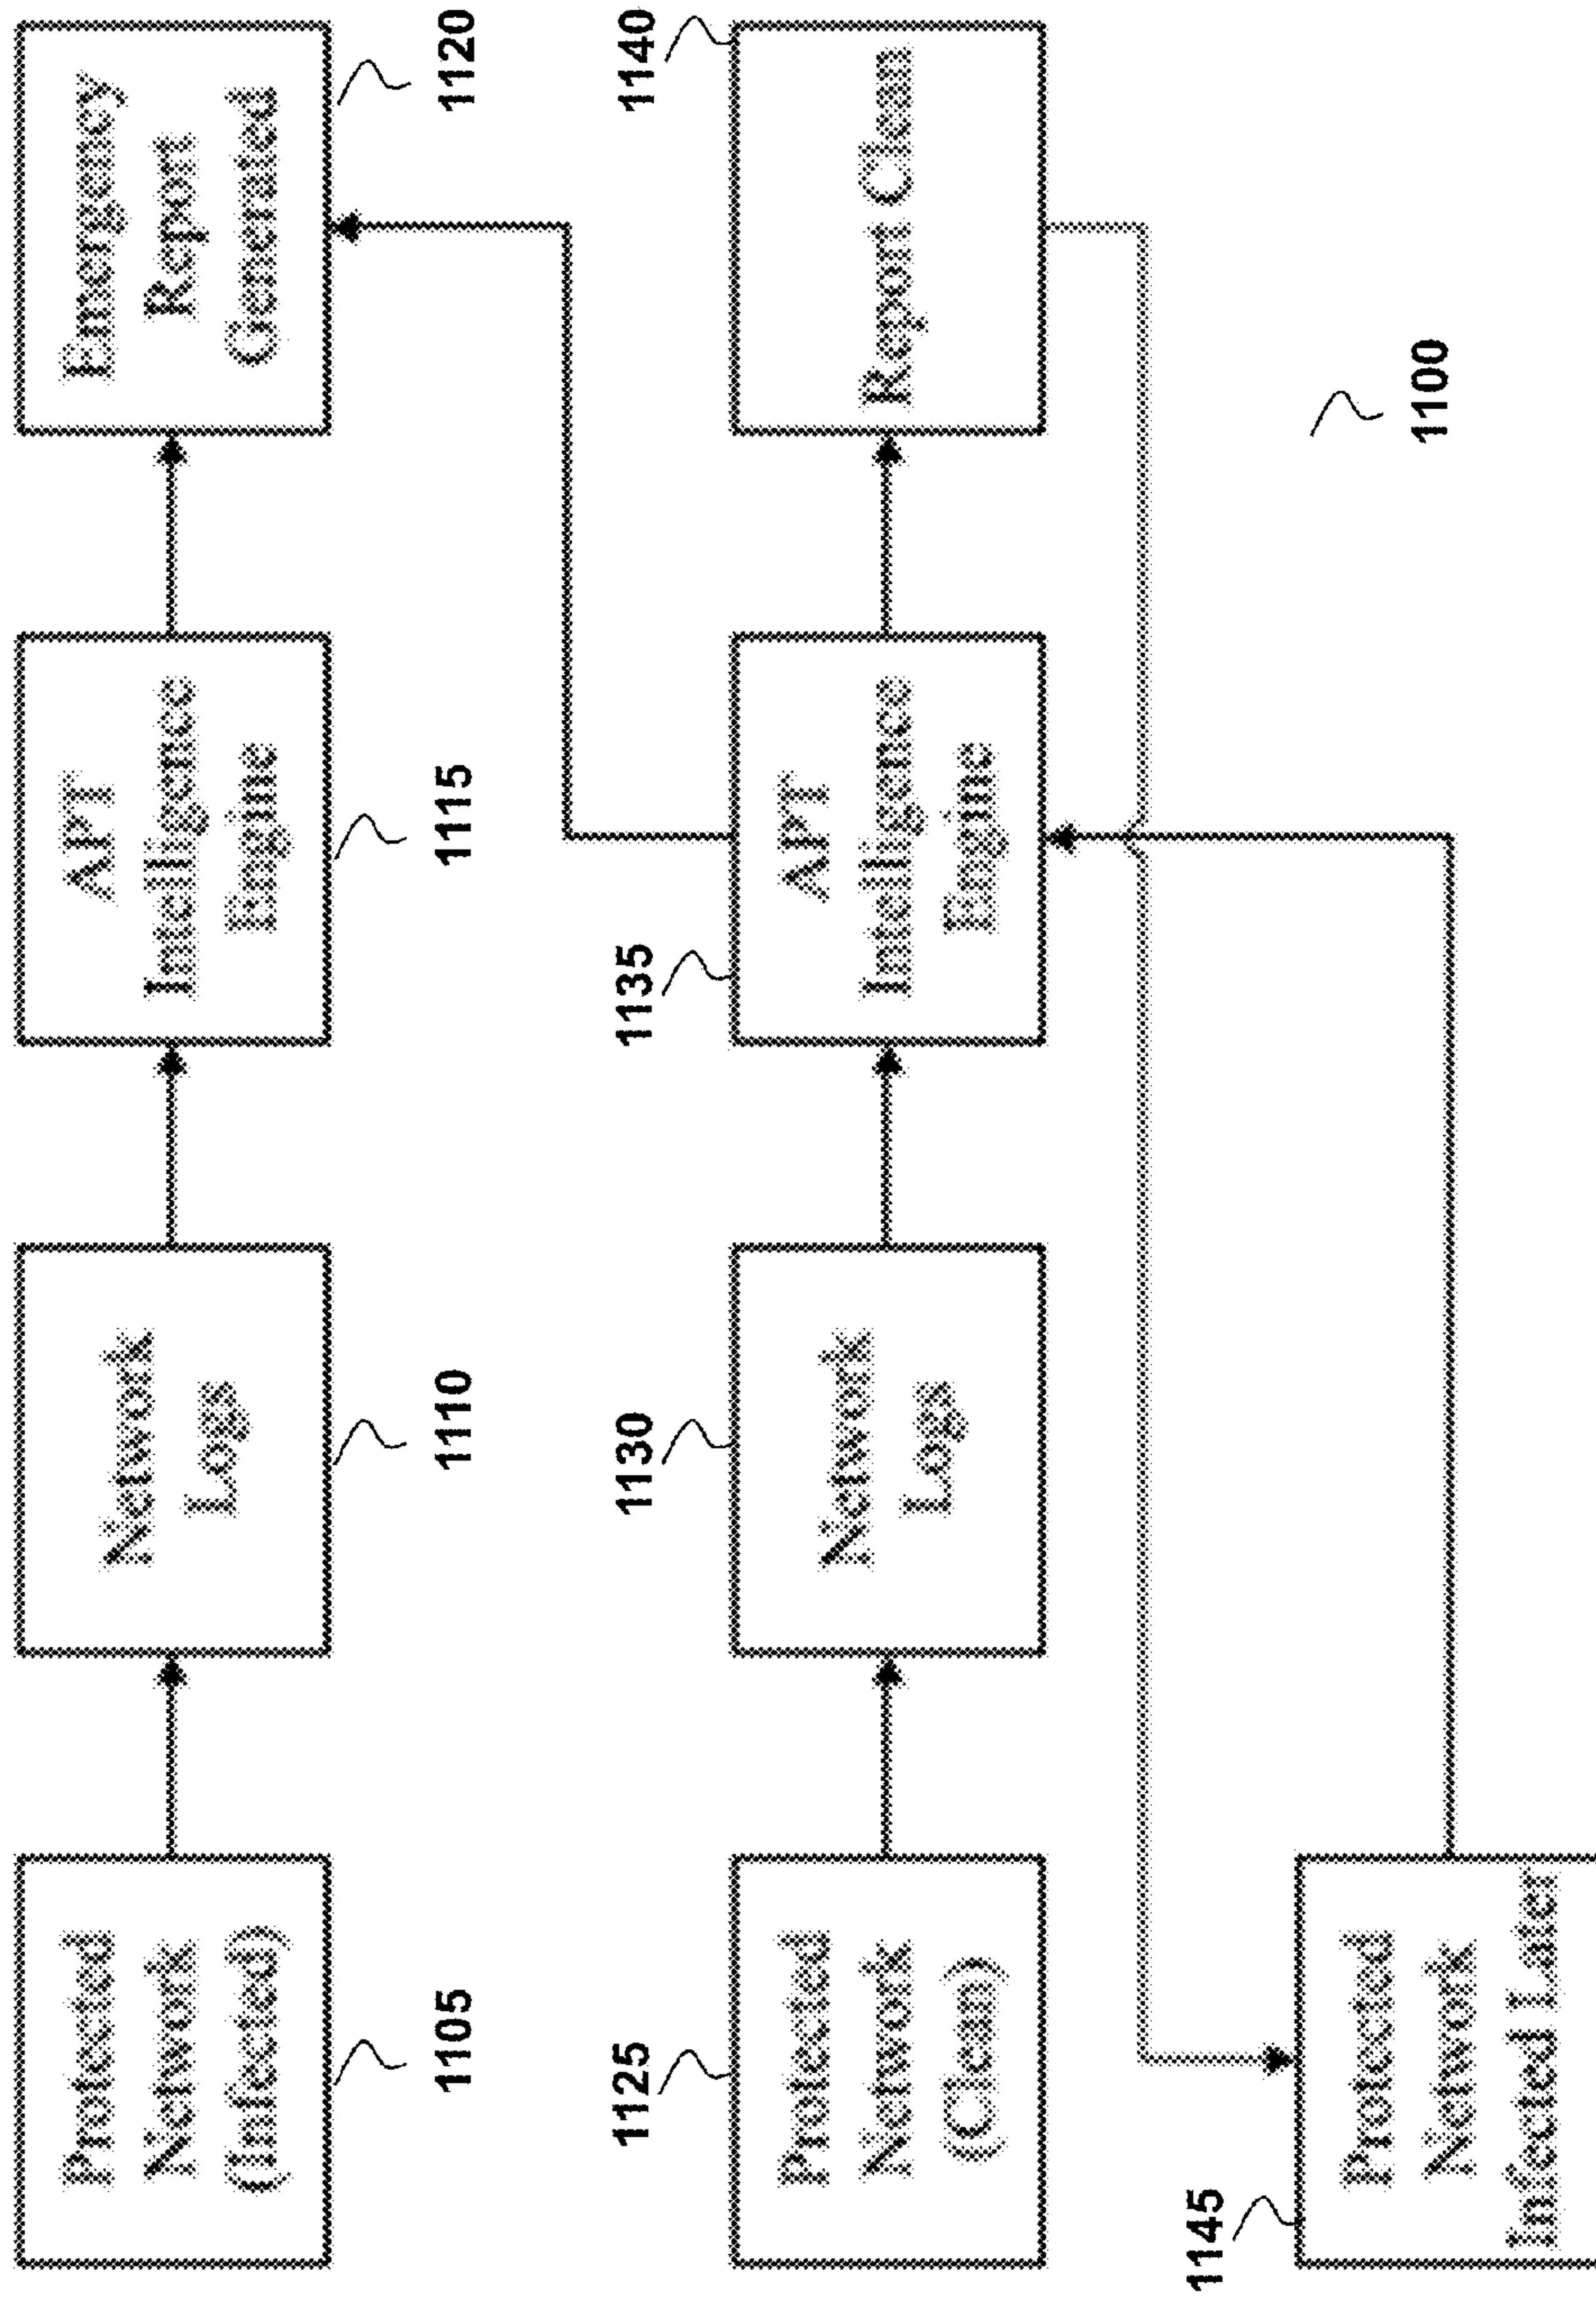 Protected
Network
(Infected)
1105
Network
Logs
1110
APT
Intelligence
Engine
1115
Emergency
Report
Generated
1120
Protected
Network
(Clean)
1125
Network
Logs
1130
APT
Intelligence
Engine
1135
Report Clean
1140
Protected
Network
Infected Later
1145
1100